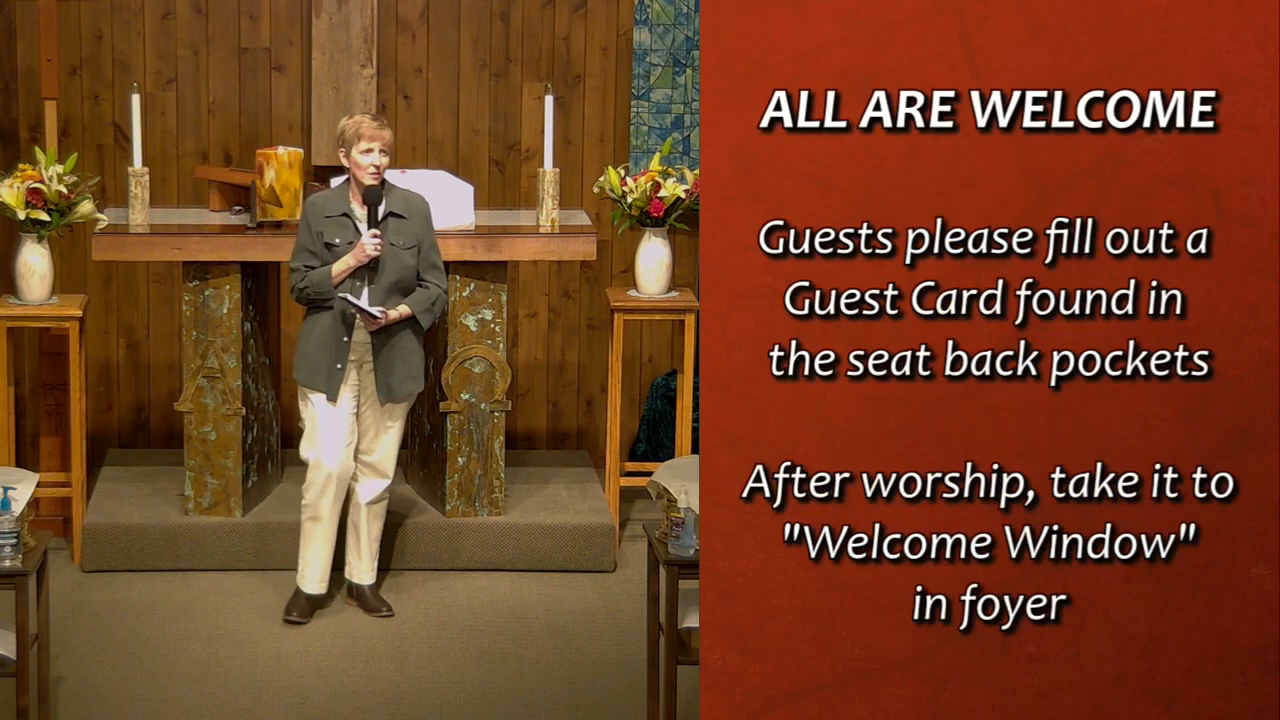 ALL ARE WELCOME
Guests please fill out a
Guest Card found in
the seat back pockets
After worship, take it to
"Welcome Window"
in foyer